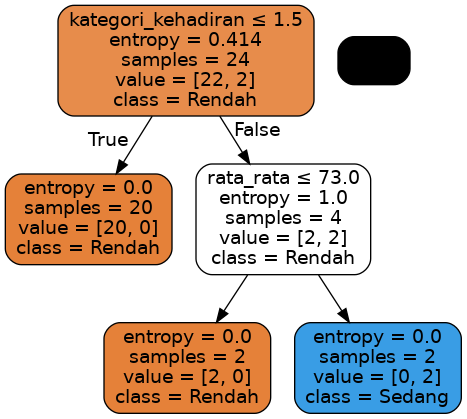 kategori_kehadiran ≤ 1.5
entropy = 0.414
samples = 24
value = [22, 2]
class = Rendah
True
False
entropy = 0.0
samples = 20
value = [20, 0]
class = Rendah
rata_rata ≤ 73.0
entropy = 1.0
samples = 4
value = [2, 2]
class = Rendah
entropy = 0.0
samples = 2
value = [2, 0]
class = Rendah
entropy = 0.0
samples = 2
value = [0, 2]
class = Sedang